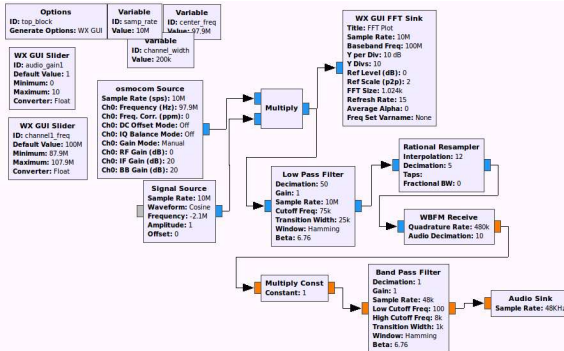 Options
ID: top_block
Generate Options: WX GUI
Variable
ID: samp_rate
Value: 10M
Variable
ID: center_freq
Value: 97.9M
Variable
ID: channel_width
Value: 200k
WX GUI Slider
ID: audio_gain1
Default Value: 1
Minimum: 0
Maximum: 10
Converter: Float
WX GUI Slider
ID: channel1_freq
Default Value: 100M
Minimum: 87.9M
Maximum: 107.9M
Converter: Float
osmocom Source
Sample Rate (sps): 10M
Ch0: Frequency (Hz): 97.9M
Ch0: Freq. Corr. (ppm): 0
Ch0: DC Offset Mode: Off
Ch0: IQ Balance Mode: Off
Ch0: Gain Mode: Manual
Ch0: RF Gain (dB): 0
Ch0: IF Gain (dB): 20
Ch0: BB Gain (dB): 20
Signal Source
Sample Rate: 10M
Waveform: Cosine
Frequency: -2.1M
Amplitude: 1
Offset: 0
Multiply
WX GUI FFT Sink
Title: FFT Plot
Sample Rate: 10M
Baseband Freq: 100M
Y per Div: 10 dB
Y Divs: 10
Ref Level (dB): 0
Ref Scale (p2p): 2
FFT Size: 1.024k
Refresh Rate: 15
Average Alpha: 0
Freq Set Varname: None
Low Pass Filter
Decimation: 50
Gain: 1
Sample Rate: 10M
Cutoff Freq: 75k
Transition Width: 25k
Window: Hamming
Beta: 6.76
Rational Resampler
Interpolation: 12
Decimation: 5
Taps:
Fractional BW: 0
WBFM Receive
Quadrature Rate: 480k
Audio Decimation: 10
Multiply Const
Constant: 1
Band Pass Filter
Decimation: 1
Gain: 1
Sample Rate: 48k
Low Cutoff Freq: 100
High Cutoff Freq: 8k
Transition Width: 1k
Window: Hamming
Beta: 6.76
Audio Sink
Sample Rate: 48KHz